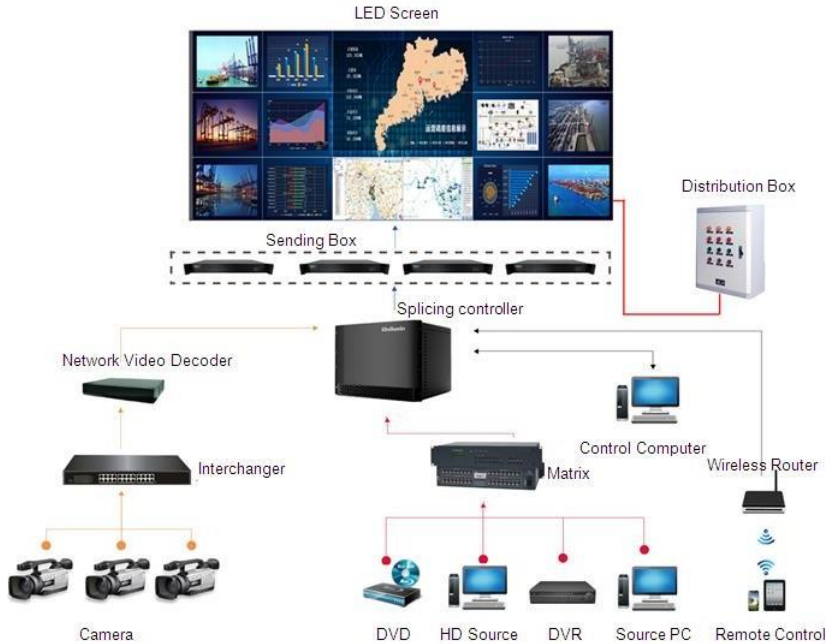 LED Screen
Distribution Box
Sending Box
Splicing controller
Network Video Decoder
Control Computer
Interchanger
Matrix
Wireless Router
Camera
DVD
HD Source
DVR
Source PC
Remote Control